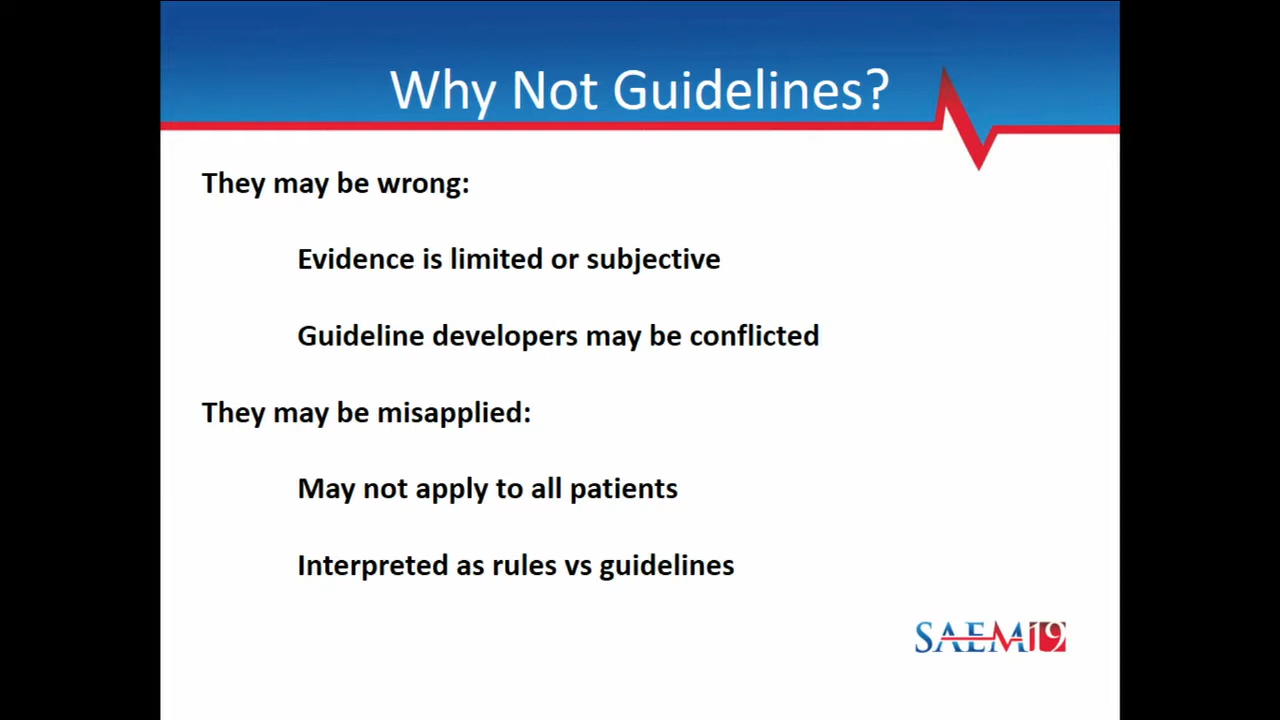 Why Not Guidelines?
They may be wrong:
Evidence is limited or subjective
Guideline developers may be conflicted
They may be misapplied:
May not apply to all patients
Interpreted as rules vs guidelines
SAEM19